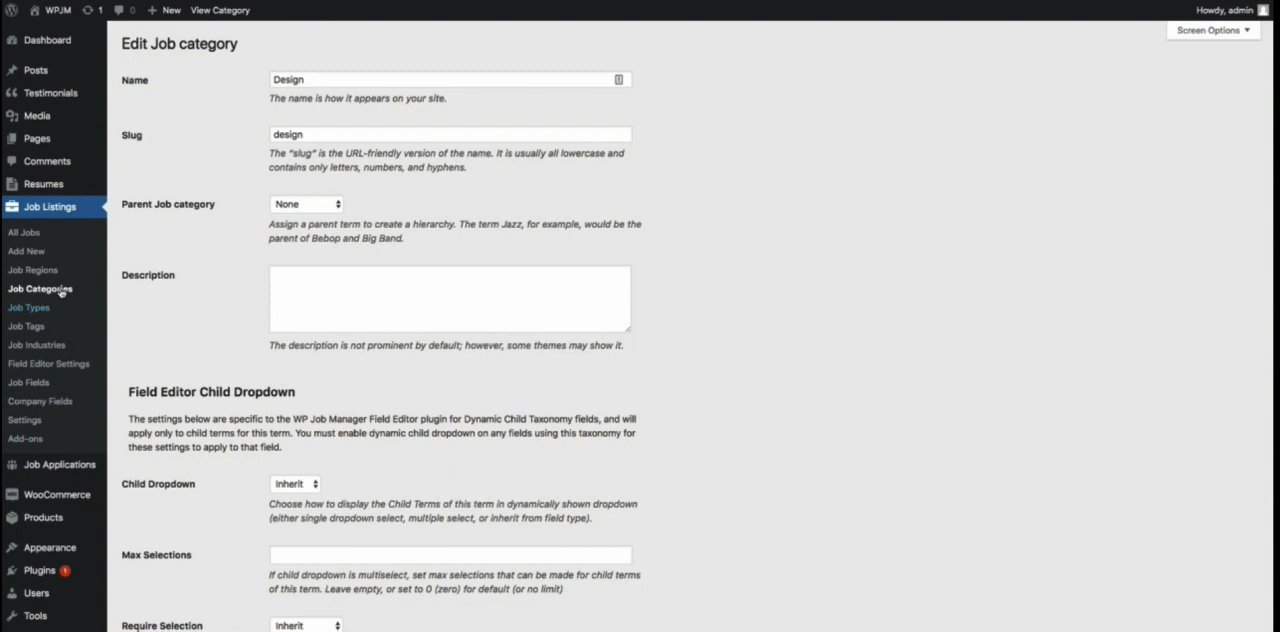 WPJM 1 0 New View Category Howdy, admin
Screen Options
Dashboard
Posts
Testimonials
Media
Pages
Comments
Resumes
Job Listings
All Jobs
Add New
Job Regions
Job Categories
Job Types
Job Tags
Job Industries
Field Editor Settings
Job Fields
Company Fields
Settings
Add-ons
Job Applications
WooCommerce
Products
Appearance
Plugins 1
Users
Tools
Edit Job category
Name
Design
The name is how it appears on your site.
Slug
design
The "slug" is the URL-friendly version of the name. It is usually all lowercase and
contains only letters, numbers, and hyphens.
Parent Job category
None
Assign a parent term to create a hierarchy. The term Jazz, for example, would be the
parent of Bebop and Big Band.
Description
The description is not prominent by default; however, some themes may show it.
Field Editor Child Dropdown
The settings below are specific to the WP Job Manager Field Editor plugin for Dynamic Child Taxonomy fields, and will
apply only to child terms for this term. You must enable dynamic child dropdown on any fields using this taxonomy for
these settings to apply to that field.
Child Dropdown
Inherit
Choose how to display the Child Terms of this term in dynamically shown dropdown
(either single dropdown select, multiple select, or inherit from field type).
Max Selections
If child dropdown is multiselect, set max selections that can be made for child terms
of this term. Leave empty, or set to 0 (zero) for default (or no limit)
Require Selection
Inherit